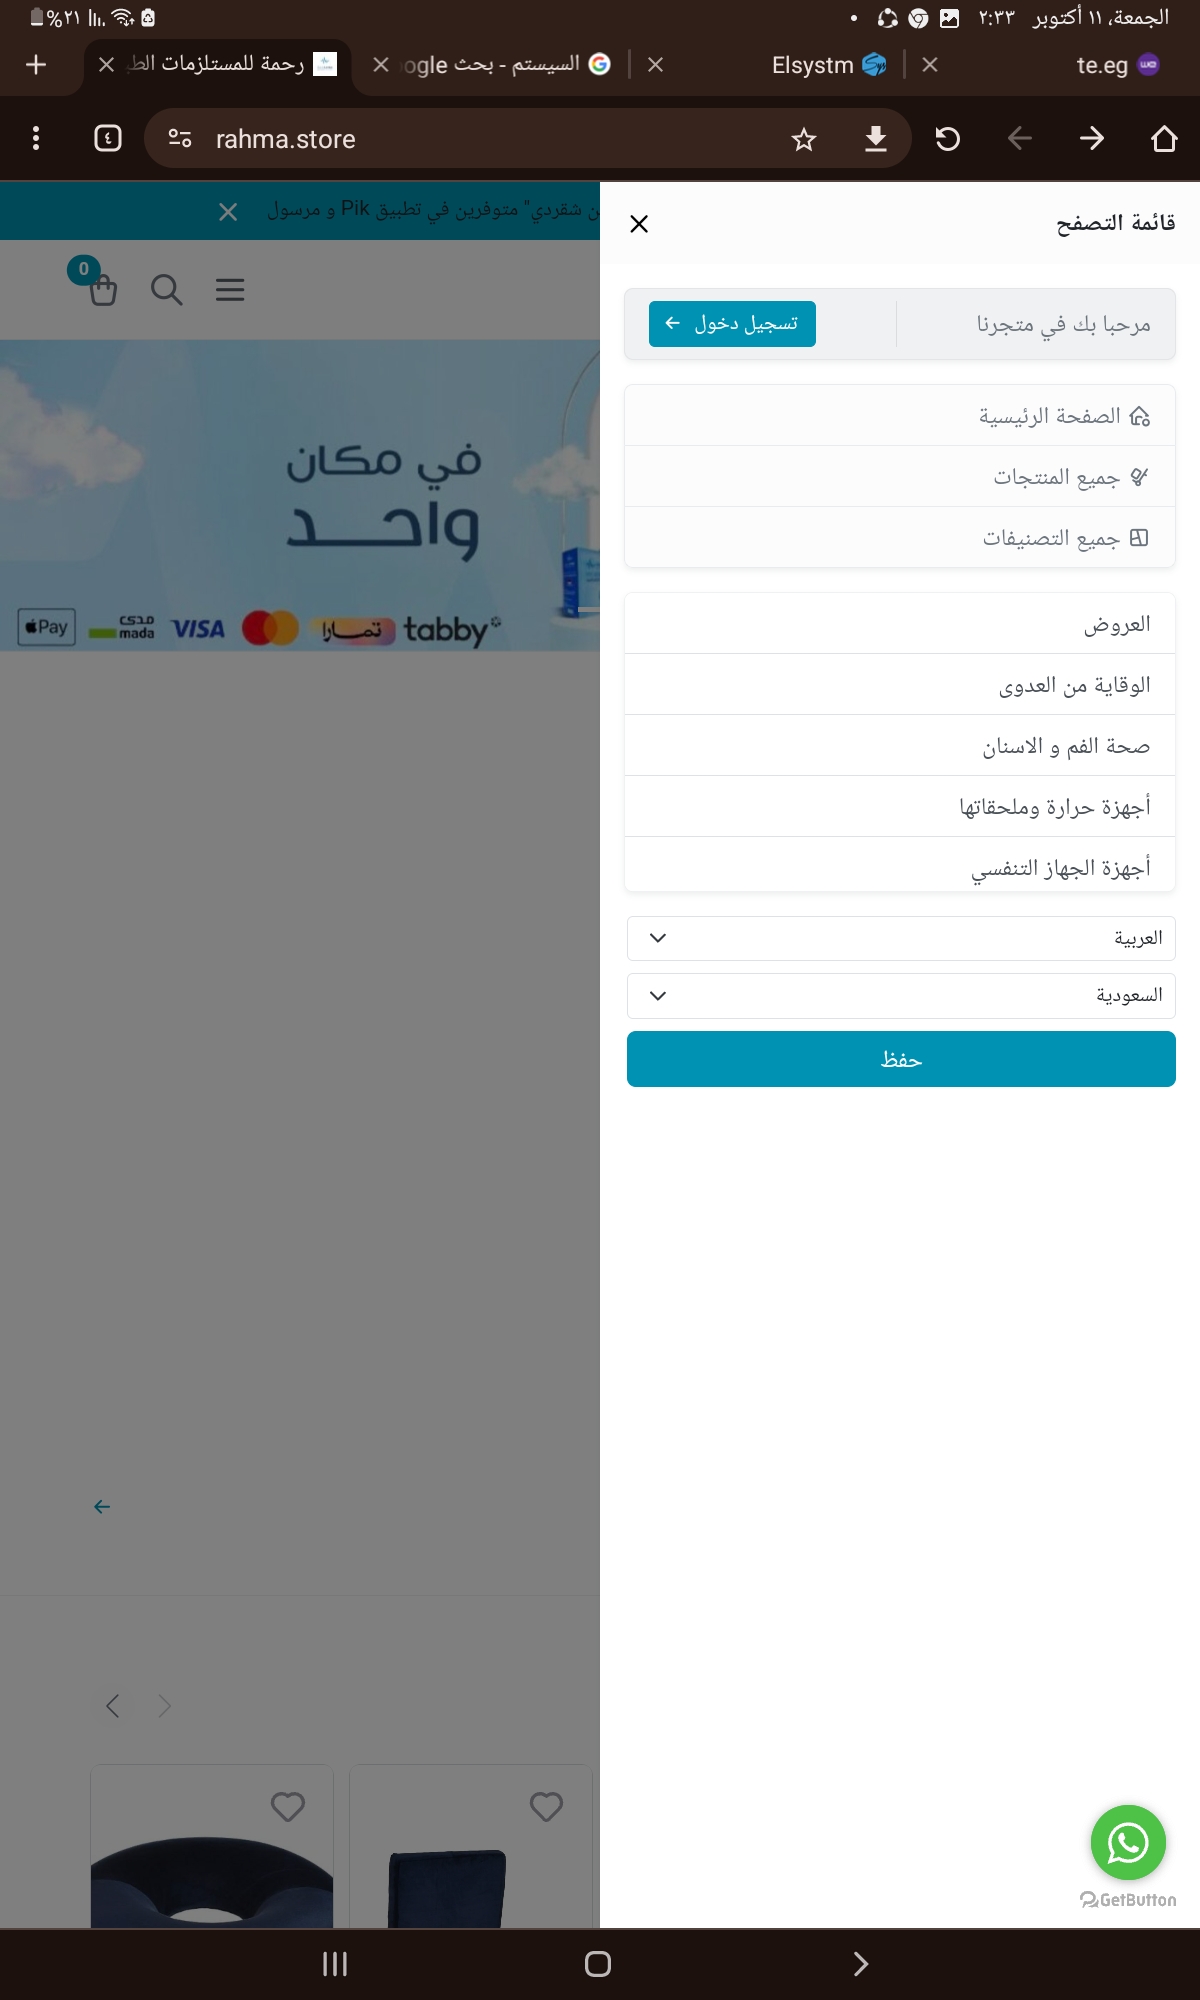 الجمعة، ١١ أكتوبر ٢:٣٣
٢١%
te.eg
Elsystm
السيستم - بحث
رحمة للمستلزمات
rahma.store
٤
شقردي" متوفرين في تطبيق Pik و مرسول
0
في مكان
واحد
Pay
مدى
mada
VISA
تمارا
tabby
قائمة التصفح
مرحبا بك في متجرنا
تسجيل دخول
الصفحة الرئيسية
جميع المنتجات
جميع التصنيفات
العروض
الوقاية من العدوى
صحة الفم و الاسنان
أجهزة حرارة وملحقاتها
أجهزة الجهاز التنفسي
العربية
السعودية
حفظ
GetButton